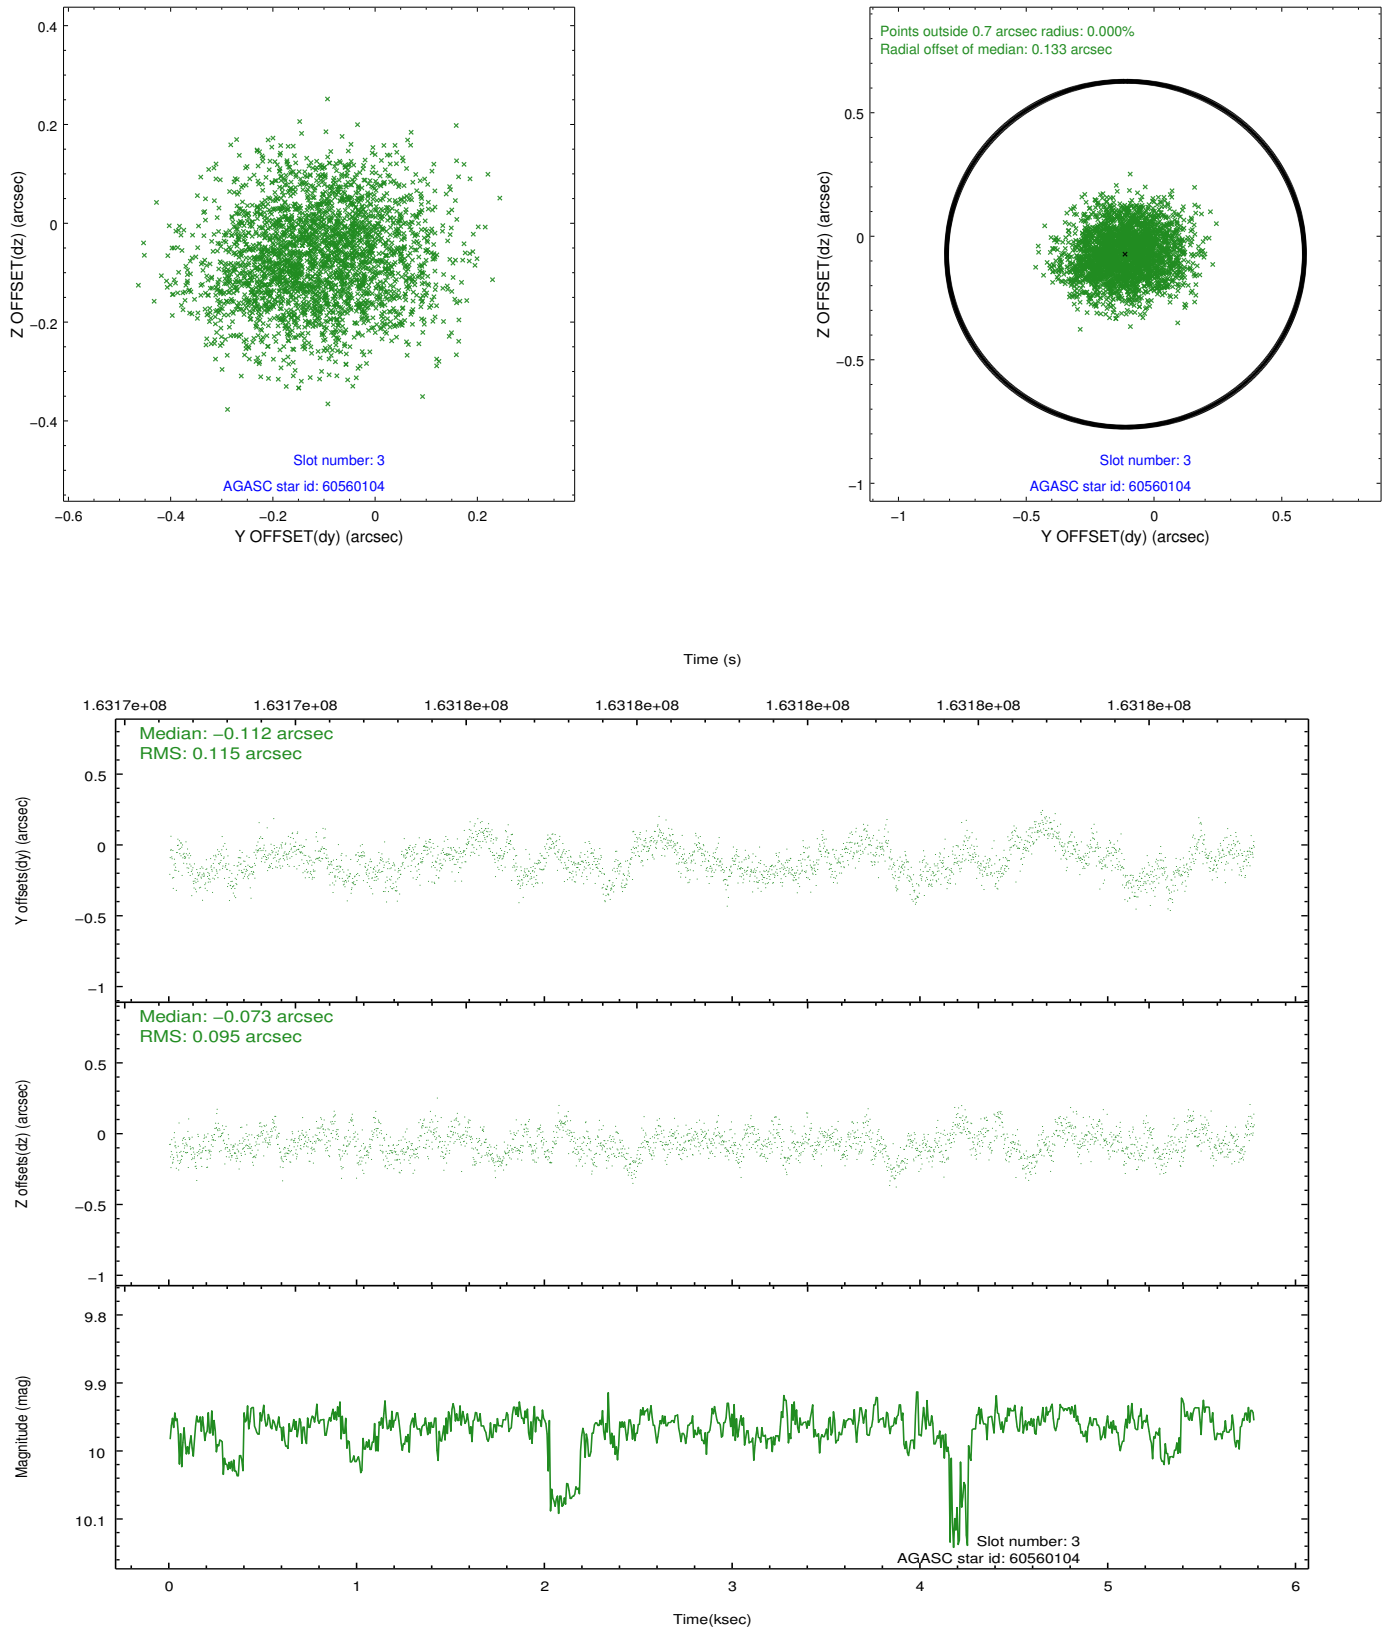 0.4
0.2
0
−0.2
−0.4
Z OFFSET(dz) (arcsec)
Slot number: 3
AGASC star id: 60560104
−0.6 −0.4 −0.2 0 0.2
Y OFFSET(dy) (arcsec)
Points outside 0.7 arcsec radius: 0.000%
Radial offset of median: 0.133 arcsec
0.5
0
−0.5
−1
Z OFFSET(dz) (arcsec)
Slot number: 3
AGASC star id: 60560104
−1 −0.5 0 0.5
Y OFFSET(dy) (arcsec)
Time (s)
1.6317e+08 1.6317e+08 1.6318e+08 1.6318e+08 1.6318e+08 1.6318e+08 1.6318e+08
Median: −0.112 arcsec
RMS: 0.115 arcsec
0.5
0
−0.5
−1
Y offsets(dy) (arcsec)
Median: −0.073 arcsec
RMS: 0.095 arcsec
0.5
0
−0.5
−1
Z offsets(dz) (arcsec)
9.8
9.9
10
10.1
Magnitude (mag)
Slot number: 3
AGASC star id: 60560104
0 1 2 3 4 5 6
Time(ksec)